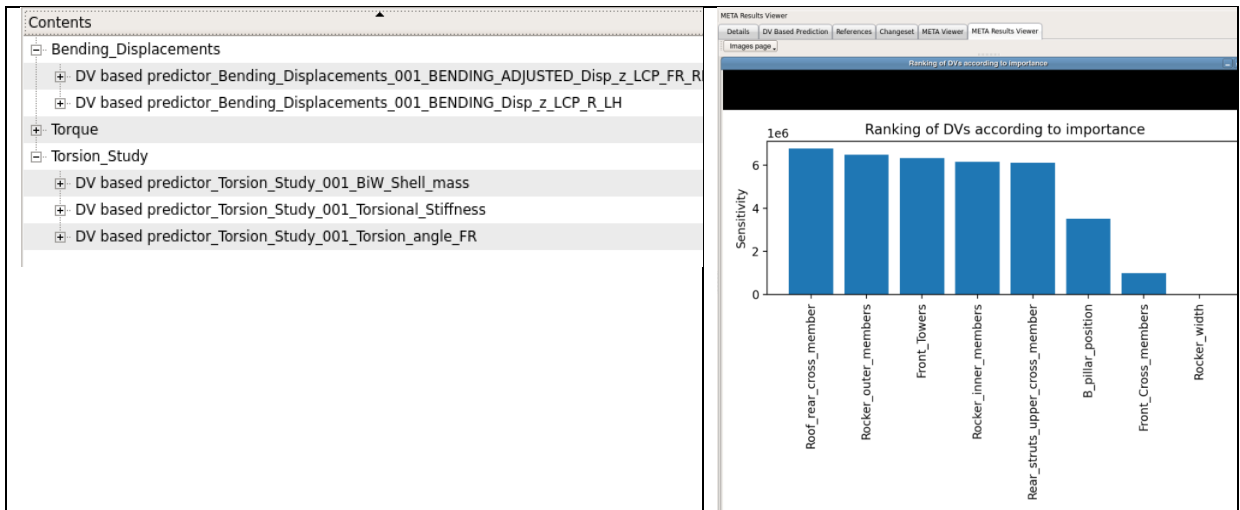 Contents
Bending_Displacements
DV based predictor_Bending_Displacements_001_BENDING_ADJUSTED_Disp_z_LCP_FR_R
DV based predictor_Bending_Displacements_001_BENDING_Disp_z_LCP_R_LH
Torque
Torsion_Study
DV based predictor_Torsion_Study_001_BiW_Shell_mass
DV based predictor_Torsion_Study_001_Torsional_Stiffness
DV based predictor_Torsion_Study_001_Torsion_angle_FR
META Results Viewer
Details DV Based Prediction References Changeset META Viewer META Results Viewer
Images page
Ranking of DVs according to importance
Ranking of DVs according to importance
1e6
6
4
2
0
Sensitivity
Roof_rear_cross_member
Rocker_outer_members
Front_Towers
Rocker_inner_members
Rear_struts_upper_cross_member
B_pillar_position
Front_Cross_members
Rocker_width